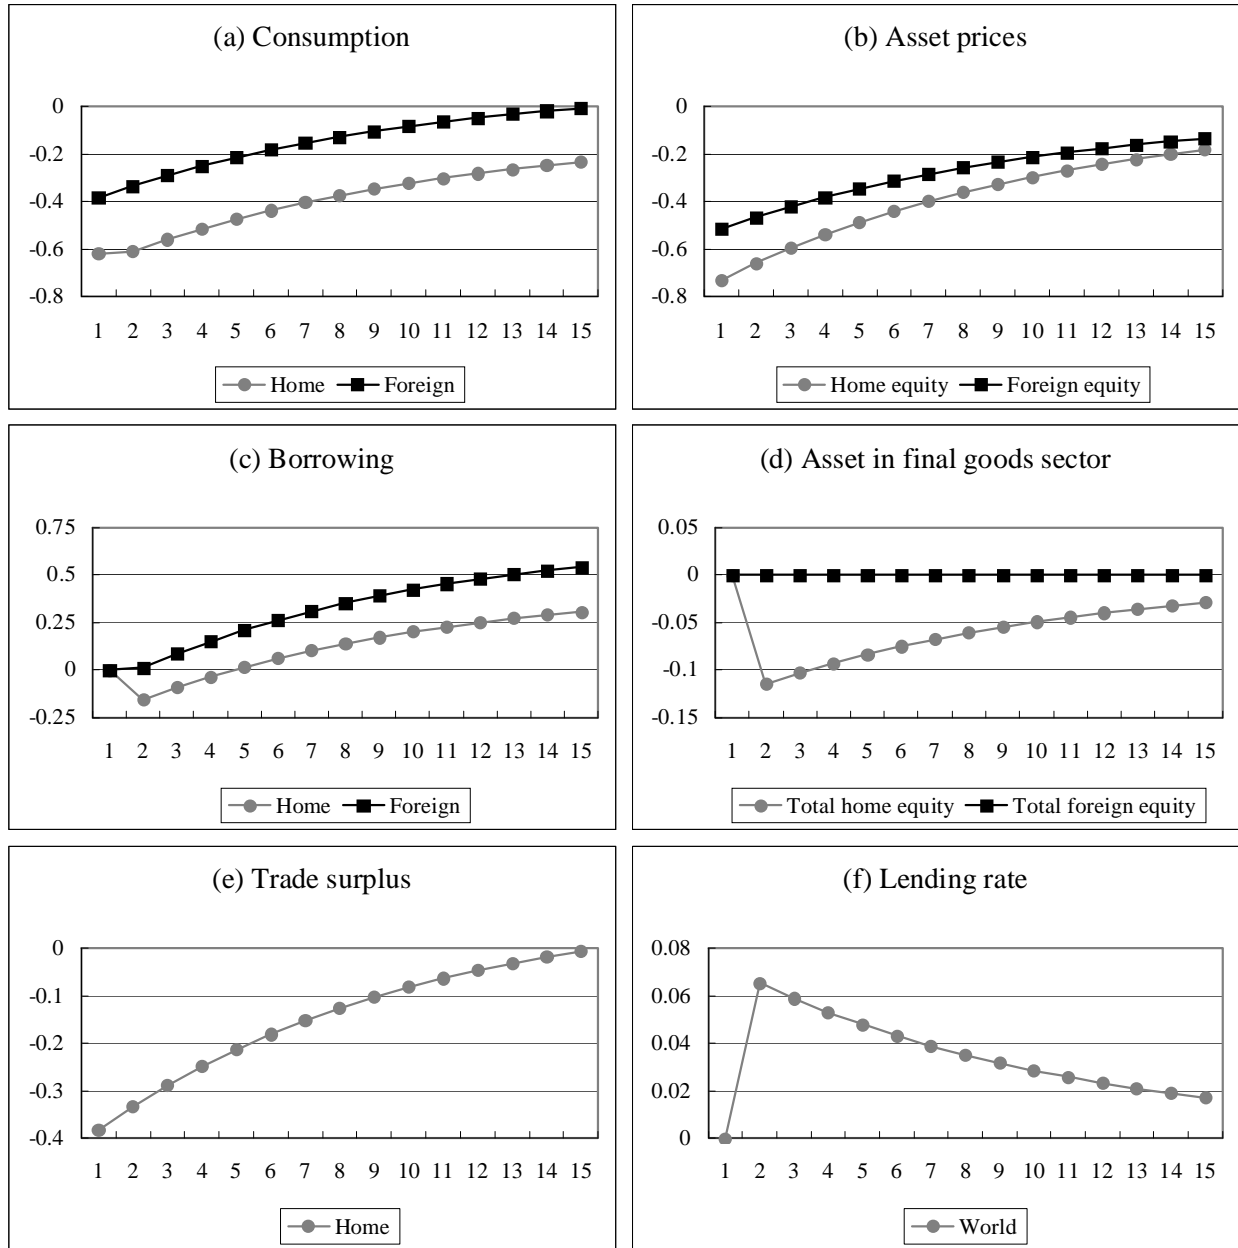 (a) Consumption
0
-0.2
-0.4
-0.6
-0.8
1 2 3 4 5 6 7 8 9 10 11 12 13 14 15
Home Foreign
(b) Asset prices
0
-0.2
-0.4
-0.6
-0.8
1 2 3 4 5 6 7 8 9 10 11 12 13 14 15
Home equity Foreign equity
(c) Borrowing
0.75
0.5
0.25
0
-0.25
1 2 3 4 5 6 7 8 9 10 11 12 13 14 15
Home Foreign
(d) Asset in final goods sector
0.05
0
-0.05
-0.1
-0.15
1 2 3 4 5 6 7 8 9 10 11 12 13 14 15
Total home equity Total foreign equity
(e) Trade surplus
0
-0.1
-0.2
-0.3
-0.4
1 2 3 4 5 6 7 8 9 10 11 12 13 14 15
Home
(f) Lending rate
0.08
0.06
0.04
0.02
0
1 2 3 4 5 6 7 8 9 10 11 12 13 14 15
World